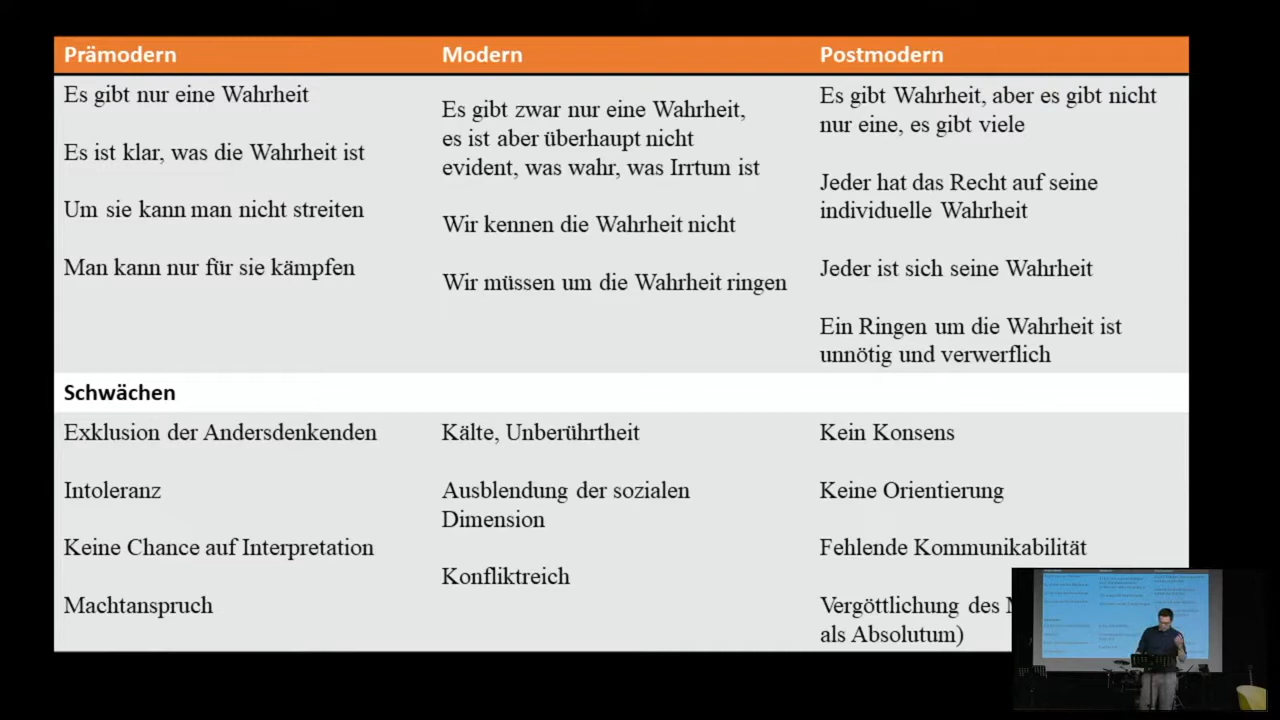 Prämodern
Modern
Postmodern
Es gibt nur eine Wahrheit
Es ist klar, was die Wahrheit ist
Um sie kann man nicht streiten
Man kann nur für sie kämpfen
Es gibt zwar nur eine Wahrheit,
es ist aber überhaupt nicht
evident, was wahr, was Irrtum ist
Wir kennen die Wahrheit nicht
Wir müssen um die Wahrheit ringen
Es gibt Wahrheit, aber es gibt nicht
nur eine, es gibt viele
Jeder hat das Recht auf seine
individuelle Wahrheit
Jeder ist sich seine Wahrheit
Ein Ringen um die Wahrheit ist
unnötig und verwerflich
Schwächen
Exklusion der Andersdenkenden
Intoleranz
Keine Chance auf Interpretation
Machtanspruch
Kälte, Unberührtheit
Ausblendung der sozialen
Dimension
Konfliktreich
Kein Konsens
Keine Orientierung
Fehlende Kommunikabilität
Vergöttlichung des
als Absolutum)